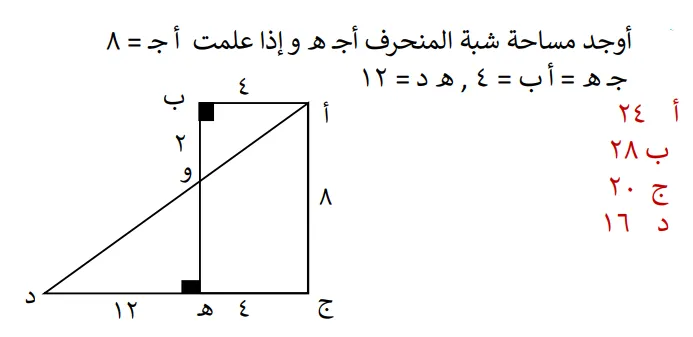 أوجد مساحة شبة المنحرف أجـ هـ و إذا علمت أ جـ = ٨
جـ هـ = أ ب = ٤ , هـ د = ١٢
أ ٢٤
ب ٢٨
ج ٢٠
د ١٦
ب
٤
أ
٢
و
٨
د
١٢
هـ
٤
ج